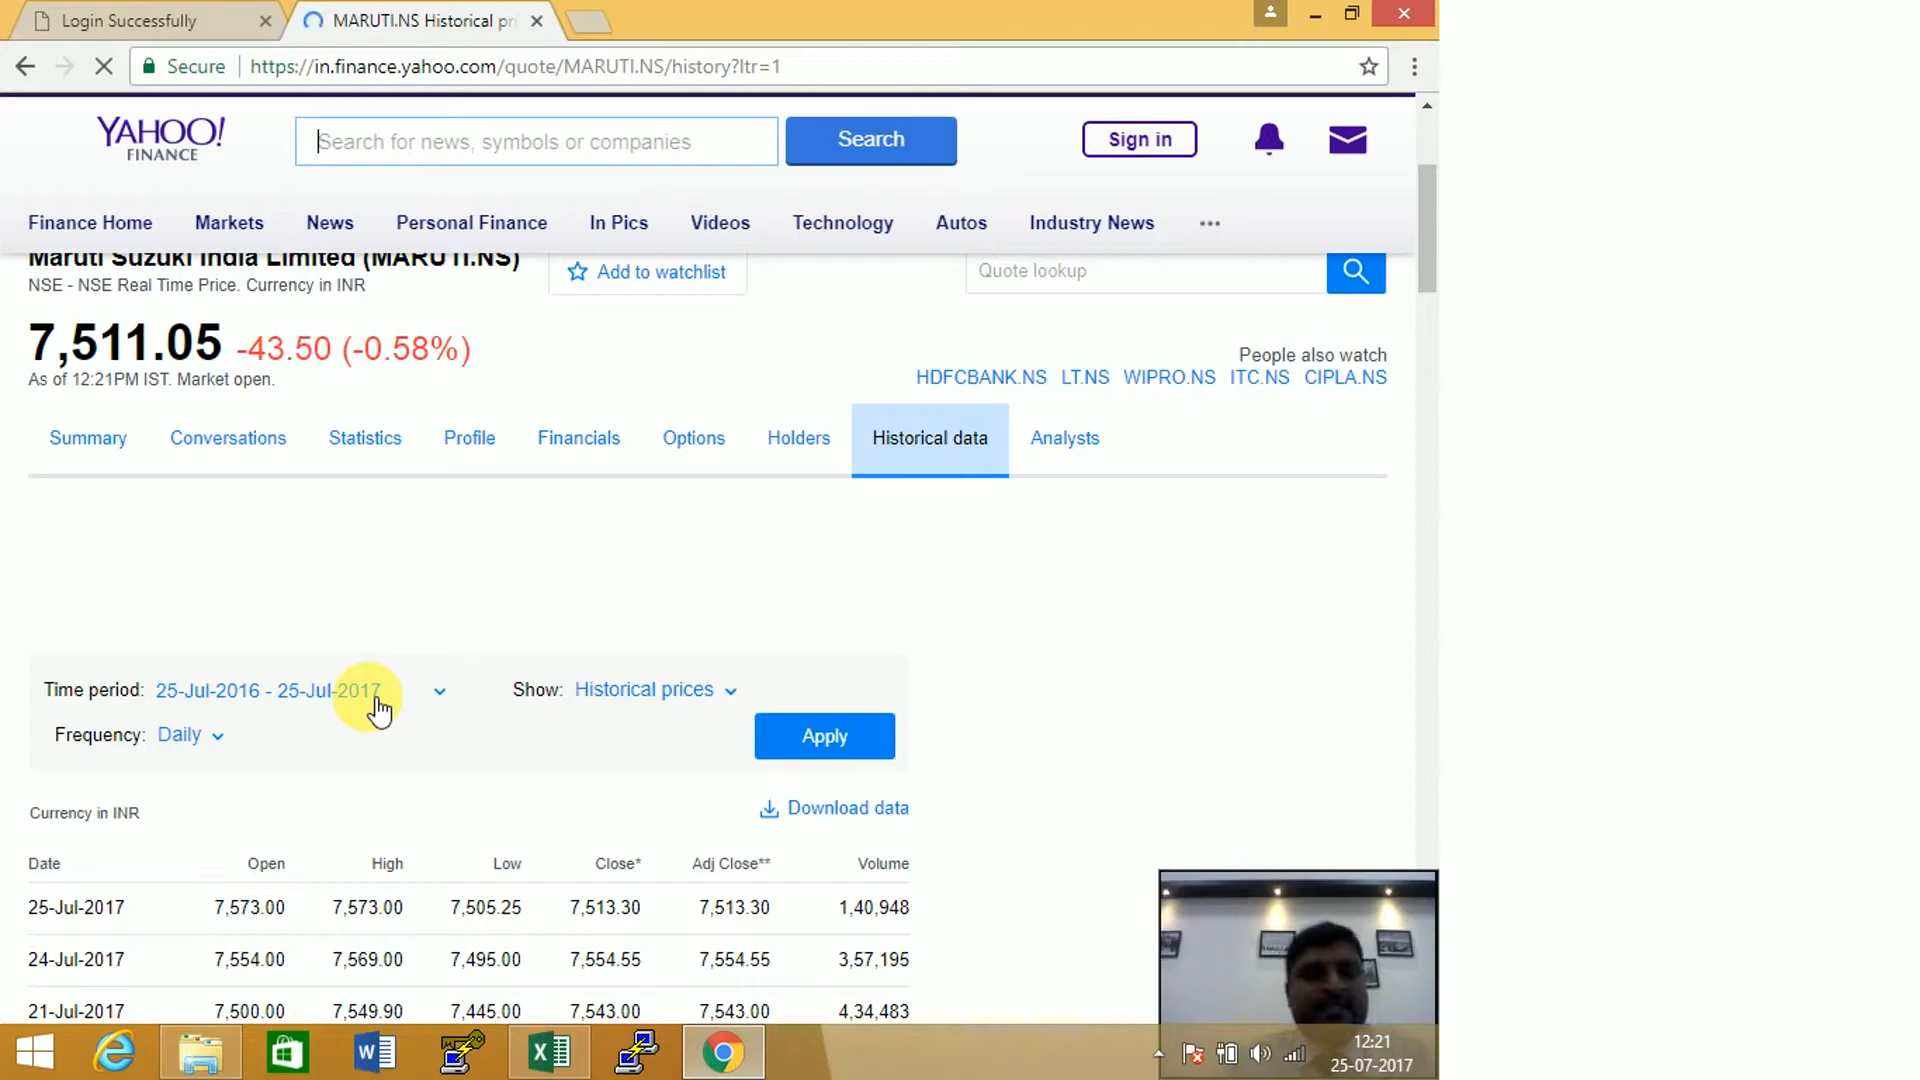 Login Successfully
MARUTI.NS Historical pr
Secure
https://in.finance.yahoo.com/quote/MARUTI.NS/history?ltr=1
YAHOO!
FINANCE
Search for news, symbols or companies
Search
Sign in
Finance Home Markets News Personal Finance In Pics Videos Technology Autos Industry News
Maruti Suzuki India Limited (MARUTI.NS)
NSE - NSE Real Time Price. Currency in INR
Add to watchlist
Quote lookup
7,511.05 -43.50 (-0.58%)
As of 12:21PM IST. Market open.
People also watch
HDFCBANK.NS LT.NS WIPRO.NS ITC.NS CIPLA.NS
Summary Conversations Statistics Profile Financials Options Holders Historical data Analysts
Time period: 25-Jul-2016 - 25-Jul-2017
Show: Historical prices
Frequency: Daily
Apply
Currency in INR
Download data
Date Open High Low Close* Adj Close** Volume
25-Jul-2017 7,573.00 7,573.00 7,505.25 7,513.30 7,513.30 1,40,948
24-Jul-2017 7,554.00 7,569.00 7,495.00 7,554.55 7,554.55 3,57,195
21-Jul-2017 7,500.00 7,549.90 7,445.00 7,543.00 7,543.00 4,34,483
12:21
25-07-2017